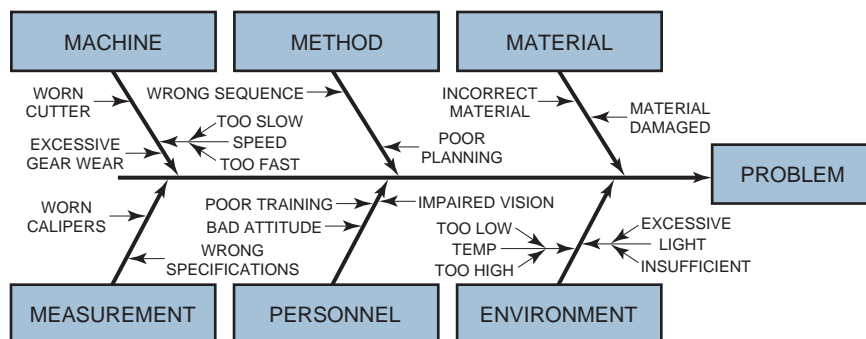 MACHINE
METHOD
MATERIAL
WORN
CUTTER
EXCESSIVE
GEAR WEAR
TOO SLOW
SPEED
TOO FAST
WRONG SEQUENCE
POOR
PLANNING
INCORRECT
MATERIAL
MATERIAL
DAMAGED
PROBLEM
WORN
CALIPERS
WRONG
SPECIFICATIONS
POOR TRAINING
BAD ATTITUDE
IMPAIRED VISION
TOO LOW
TEMP
TOO HIGH
EXCESSIVE
LIGHT
INSUFFICIENT
MEASUREMENT
PERSONNEL
ENVIRONMENT